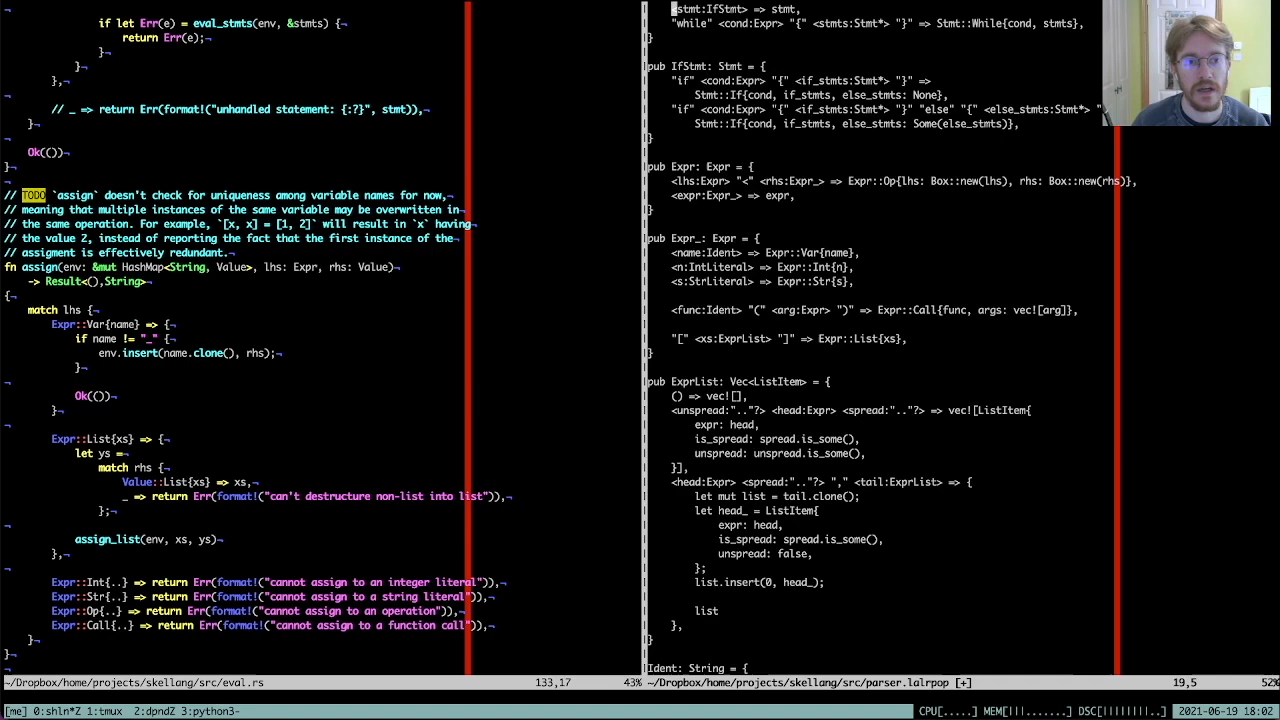 if let Err(e) = eval_stmts(env, &stmts) {¬
return Err(e);¬
}¬
}¬
},¬
¬
// _ => return Err(format!("unhandled statement: {:?}", stmt)),¬
}¬
¬
Ok(())¬
}¬
¬
// TODO `assign` doesn't check for uniqueness among variable names for now,¬
// meaning that multiple instances of the same variable may be overwritten in¬
// the same operation. For example, `[x, x] = [1, 2]` will result in `x` having¬
// the value 2, instead of reporting the fact that the first instance of the¬
// assigment is effectively redundant.¬
fn assign(env: &mut HashMap<String, Value>, lhs: Expr, rhs: Value)¬
-> Result<(),String>¬
{¬
match lhs {¬
Expr::Var{name} => {¬
if name != "_" {¬
env.insert(name.clone(), rhs);¬
}¬
¬
Ok(())¬
}¬
¬
Expr::List{xs} => {¬
let ys =¬
match rhs {¬
Value::List{xs} => xs,¬
_ => return Err(format!("can't destructure non-list into list")),¬
};¬
¬
assign_list(env, xs, ys)¬
},¬
¬
Expr::Int{..} => return Err(format!("cannot assign to an integer literal")),¬
Expr::Str{..} => return Err(format!("cannot assign to a string literal")),¬
Expr::Op{..} => return Err(format!("cannot assign to an operation")),¬
Expr::Call{..} => return Err(format!("cannot assign to a function call")),¬
}¬
}¬
¬
~/Dropbox/home/projects/skellang/src/eval.rs 133,17 43%
<stmt:IfStmt> => stmt,
"while" <cond:Expr> "{" <stmts:Stmt*> "}" => Stmt::While{cond, stmts},
}
pub IfStmt: Stmt = {
"if" <cond:Expr> "{" <if_stmts:Stmt*> "}" =>
Stmt::If{cond, if_stmts, else_stmts: None},
"if" <cond:Expr> "{" <if_stmts:Stmt*> "}" "else" "{" <else_stmts:Stmt*> "
Stmt::If{cond, if_stmts, else_stmts: Some(else_stmts)},
}
pub Expr: Expr = {
<lhs:Expr> "<" <rhs:Expr_> => Expr::Op{lhs: Box::new(lhs), rhs: Box::new(rhs)},
<expr:Expr_> => expr,
}
pub Expr_: Expr = {
<name:Ident> => Expr::Var{name},
<n:IntLiteral> => Expr::Int{n},
<s:StrLiteral> => Expr::Str{s},
<func:Ident> "(" <arg:Expr> ")" => Expr::Call{func, args: vec![arg]},
"[" <xs:ExprList> "]" => Expr::List{xs},
}
pub ExprList: Vec<ListItem> = {
() => vec![],
<unspread:".."?> <head:Expr> <spread:".."?> => vec![ListItem{
expr: head,
is_spread: spread.is_some(),
unspread: unspread.is_some(),
}],
<head:Expr> <spread:".."?> "," <tail:ExprList> => {
let mut list = tail.clone();
let head_ = ListItem{
expr: head,
is_spread: spread.is_some(),
unspread: false,
};
list.insert(0, head_);
list
},
}
Ident: String = {
~/Dropbox/home/projects/skellang/src/parser.lalrpop [+] 19,5 52%
[me] 0:shln*Z 1:tmux 2:dpndZ 3:python3- CPU[.....] MEM[|||.......] DSC[||||||||..] 2021-06-19 18:02